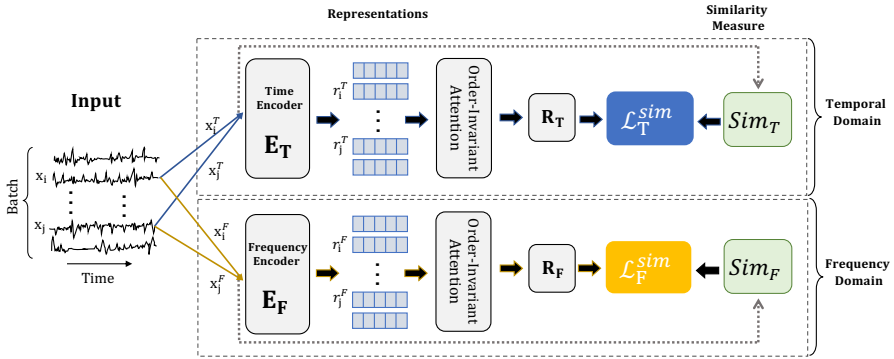 Representations
Similarity
Measure
Input
Batch
x_i
x_j
Time
x_i^T
x_j^T
x_i^F
x_j^F
Time
Encoder
E_T
r_i^T
r_j^T
Order-Invariant
Attention
R_T
ℒ_T^sim
Sim_T
Temporal
Domain
Frequency
Encoder
E_F
r_i^F
r_j^F
Order-Invariant
Attention
R_F
ℒ_F^sim
Sim_F
Frequency
Domain